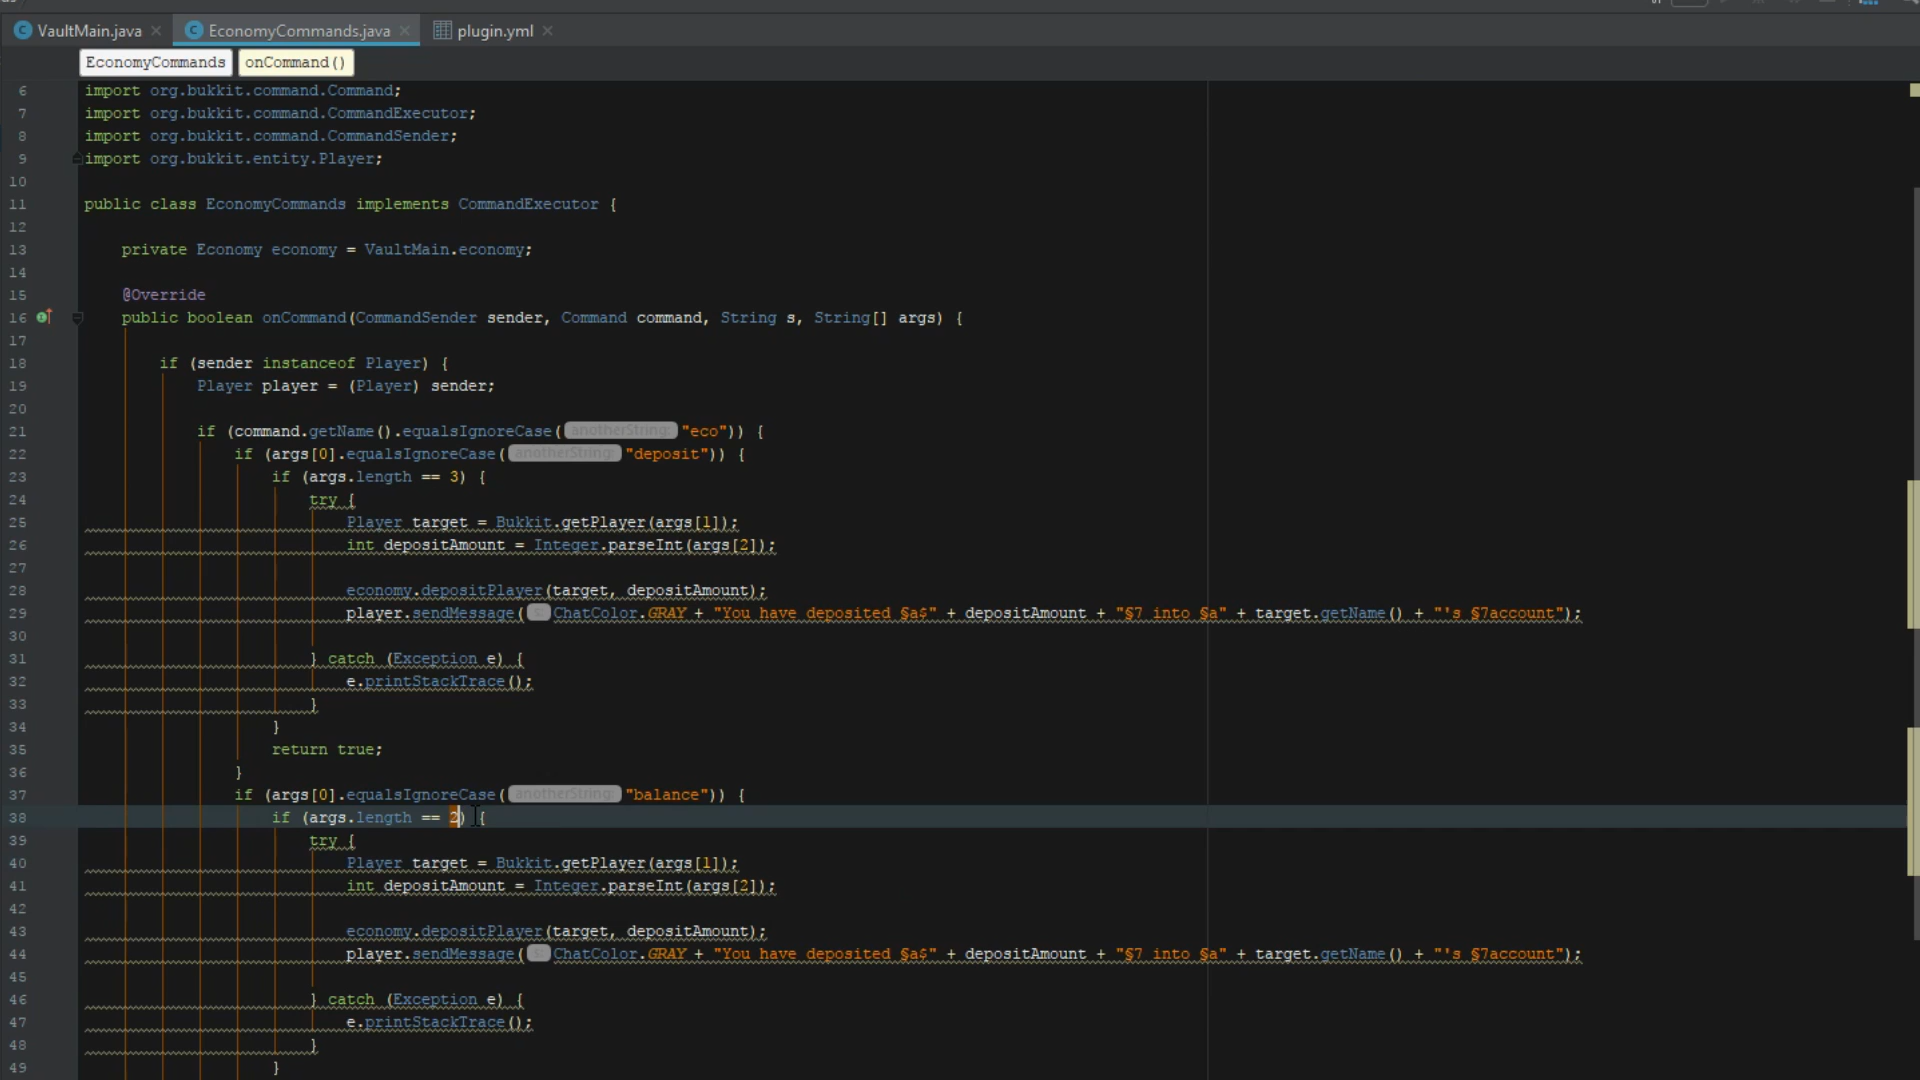 VaultMain.java
EconomyCommands.java
plugin.yml
EconomyCommands
onCommand()
6 import org.bukkit.command.Command;
7 import org.bukkit.command.CommandExecutor;
8 import org.bukkit.command.CommandSender;
9 import org.bukkit.entity.Player;
10
11 public class EconomyCommands implements CommandExecutor {
12
13 private Economy economy = VaultMain.economy;
14
15 @Override
16 public boolean onCommand(CommandSender sender, Command command, String s, String[] args) {
17
18 if (sender instanceof Player) {
19 Player player = (Player) sender;
20
21 if (command.getName().equalsIgnoreCase( anotherString: "eco")) {
22 if (args[0].equalsIgnoreCase( anotherString: "deposit")) {
23 if (args.length == 3) {
24 try {
25 Player target = Bukkit.getPlayer(args[1]);
26 int depositAmount = Integer.parseInt(args[2]);
27
28 economy.depositPlayer(target, depositAmount);
29 player.sendMessage( s: ChatColor.GRAY + "You have deposited §a$" + depositAmount + "§7 into §a" + target.getName() + "'s §7account");
30
31 } catch (Exception e) {
32 e.printStackTrace();
33 }
34 }
35 return true;
36 }
37 if (args[0].equalsIgnoreCase( anotherString: "balance")) {
38 if (args.length == 2) {
39 try {
40 Player target = Bukkit.getPlayer(args[1]);
41 int depositAmount = Integer.parseInt(args[2]);
42
43 economy.depositPlayer(target, depositAmount);
44 player.sendMessage( s: ChatColor.GRAY + "You have deposited §a$" + depositAmount + "§7 into §a" + target.getName() + "'s §7account");
45
46 } catch (Exception e) {
47 e.printStackTrace();
48 }
49 }